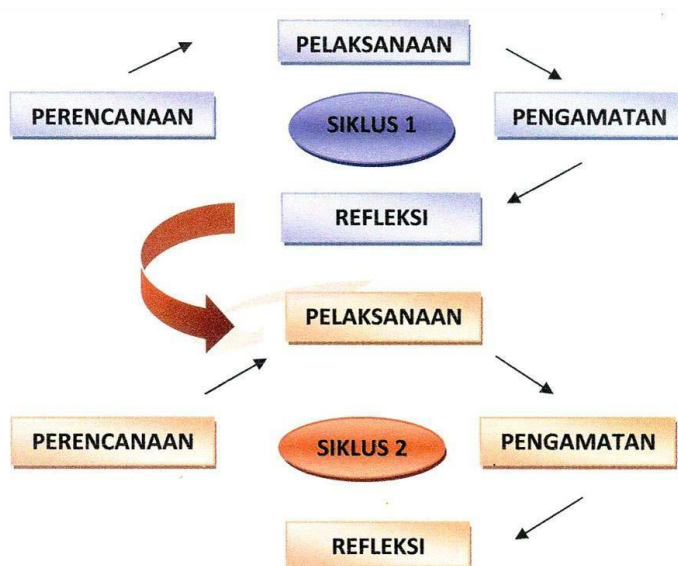 PELAKSANAAN
PERENCANAAN
SIKLUS 1
PENGAMATAN
REFLEKSI
PELAKSANAAN
PERENCANAAN
SIKLUS 2
PENGAMATAN
REFLEKSI